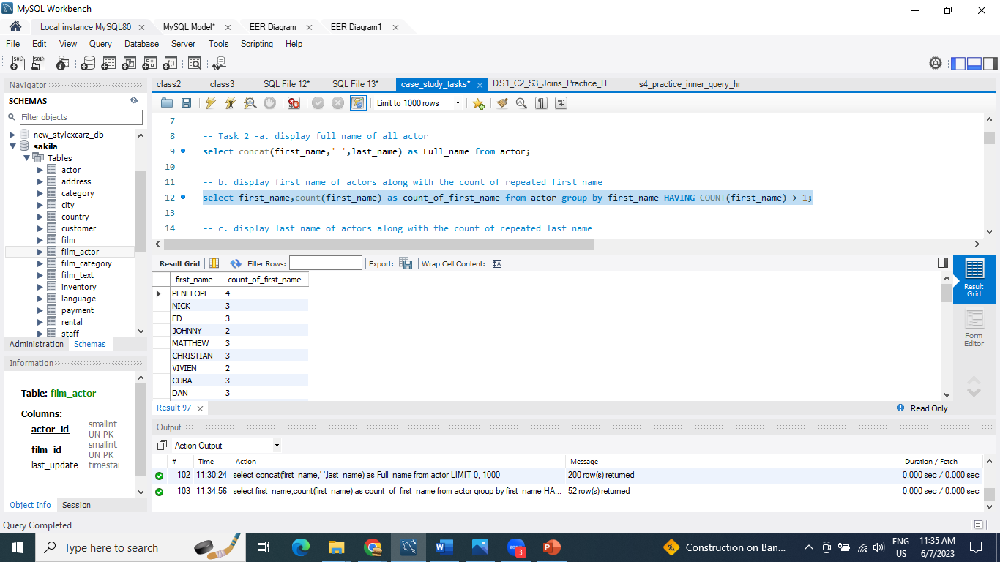 MySQL Workbench
Local instance MySQL80 MySQL Model* EER Diagram EER Diagram1
File Edit View Query Database Server Tools Scripting Help
Navigator
SCHEMAS
Filter objects
new_stylexcarz_db
sakila
Tables
actor
address
category
city
country
customer
film
film_actor
film_category
film_text
inventory
language
payment
rental
staff
Administration Schemas
Information
Table: film_actor
Columns:
actor_id smallint UN PK
film_id smallint UN PK
last_update timesta
Object Info Session
class2 class3 SQL File 12* SQL File 13* case_study_tasks* DS1_C2_S3_Joins_Practice_H... s4_practice_inner_query_hr
Limit to 1000 rows
7
8 -- Task 2 -a. display full name of all actor
9 select concat(first_name,' ',last_name) as Full_name from actor;
10
11 -- b. display first_name of actors along with the count of repeated first name
12 select first_name,count(first_name) as count_of_first_name from actor group by first_name HAVING COUNT(first_name) > 1;
13
14 -- c. display last_name of actors along with the count of repeated last name
Result Grid Filter Rows: Export: Wrap Cell Content:
first_name count_of_first_name
PENELOPE 4
NICK 3
ED 3
JOHNNY 2
MATTHEW 3
CHRISTIAN 3
VIVIEN 2
CUBA 3
DAN 3
Result Grid
Form Editor
Result 97
Read Only
Output
Action Output
# Time Action Message Duration / Fetch
102 11:30:24 select concat(first_name,' ',last_name) as Full_name from actor LIMIT 0, 1000 200 row(s) returned 0.000 sec / 0.000 sec
103 11:34:56 select first_name,count(first_name) as count_of_first_name from actor group by first_name HA... 52 row(s) returned 0.000 sec / 0.000 sec
Query Completed
Type here to search
3
Construction on Ban...
ENG US
11:35 AM
6/7/2023